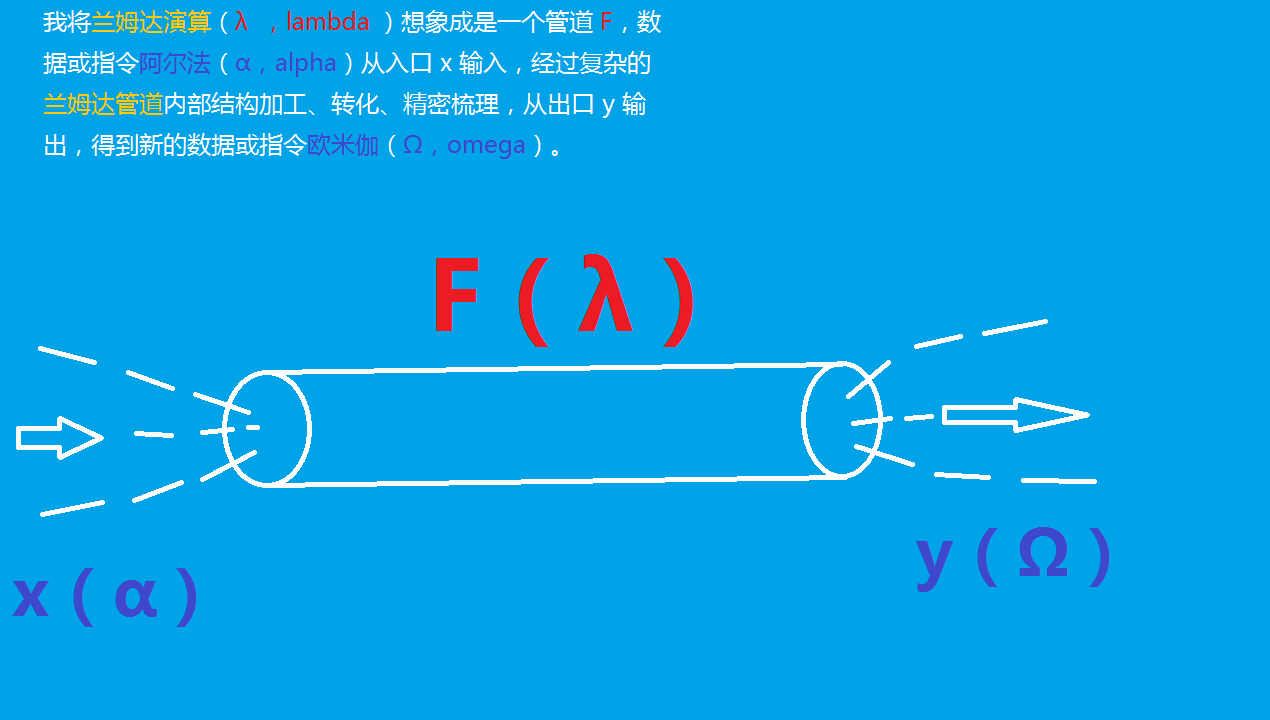 我将兰姆达演算（λ ，lambda ）想象成是一个管道 F，数
据或指令阿尔法（α，alpha）从入口 x 输入，经过复杂的
兰姆达管道内部结构加工、转化、精密梳理，从出口 y 输
出，得到新的数据或指令欧米伽（Ω，omega）。
F（λ）
x（α）
y（Ω）